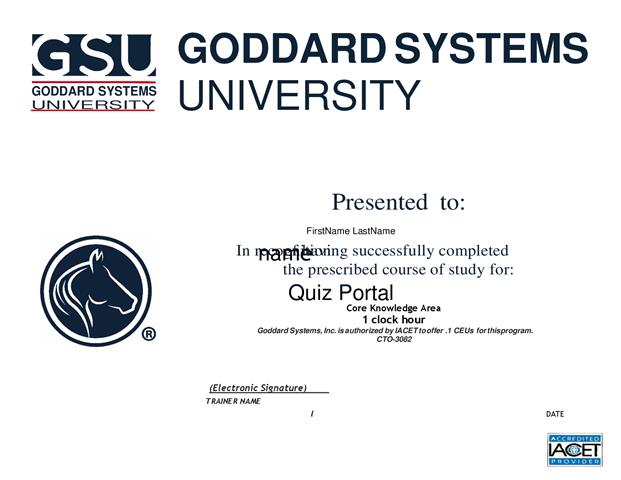 GSU
GODDARD SYSTEMS
UNIVERSITY
GODDARD SYSTEMS
UNIVERSITY
Presented to:
FirstName LastName
In recognition of having successfully completed
name
the prescribed course of study for:
Quiz Portal
Core Knowledge Area
1 clock hour
Goddard Systems, Inc. is authorized by IACET to offer .1 CEUs for this program.
CTO-3082
®
(Electronic Signature)
TRAINER NAME
/
DATE
ACCREDITED
IACET
PROVIDER